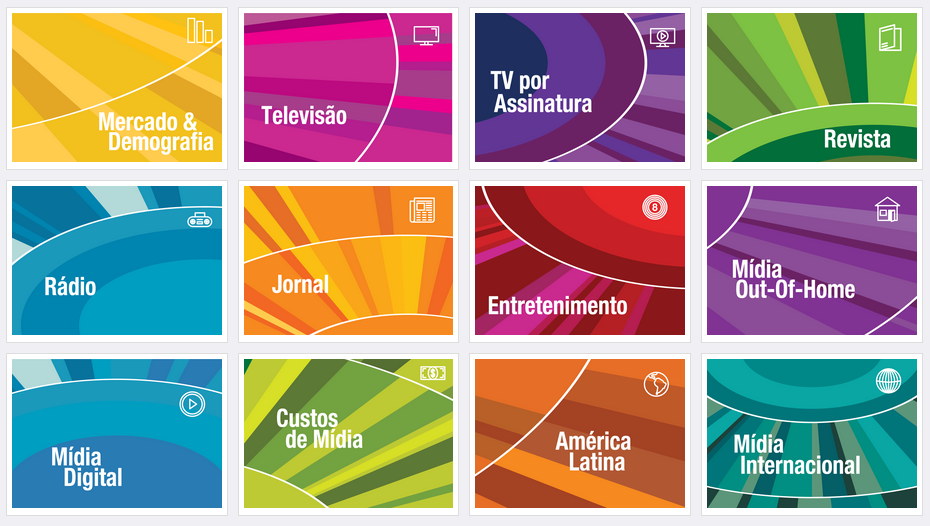 Mercado &
Demografia
Televisão
TV por
Assinatura
Revista
Rádio
Jornal
8
Entretenimento
Mídia
Out-Of-Home
Mídia
Digital
$
Custos
de Mídia
América
Latina
Mídia
Internacional